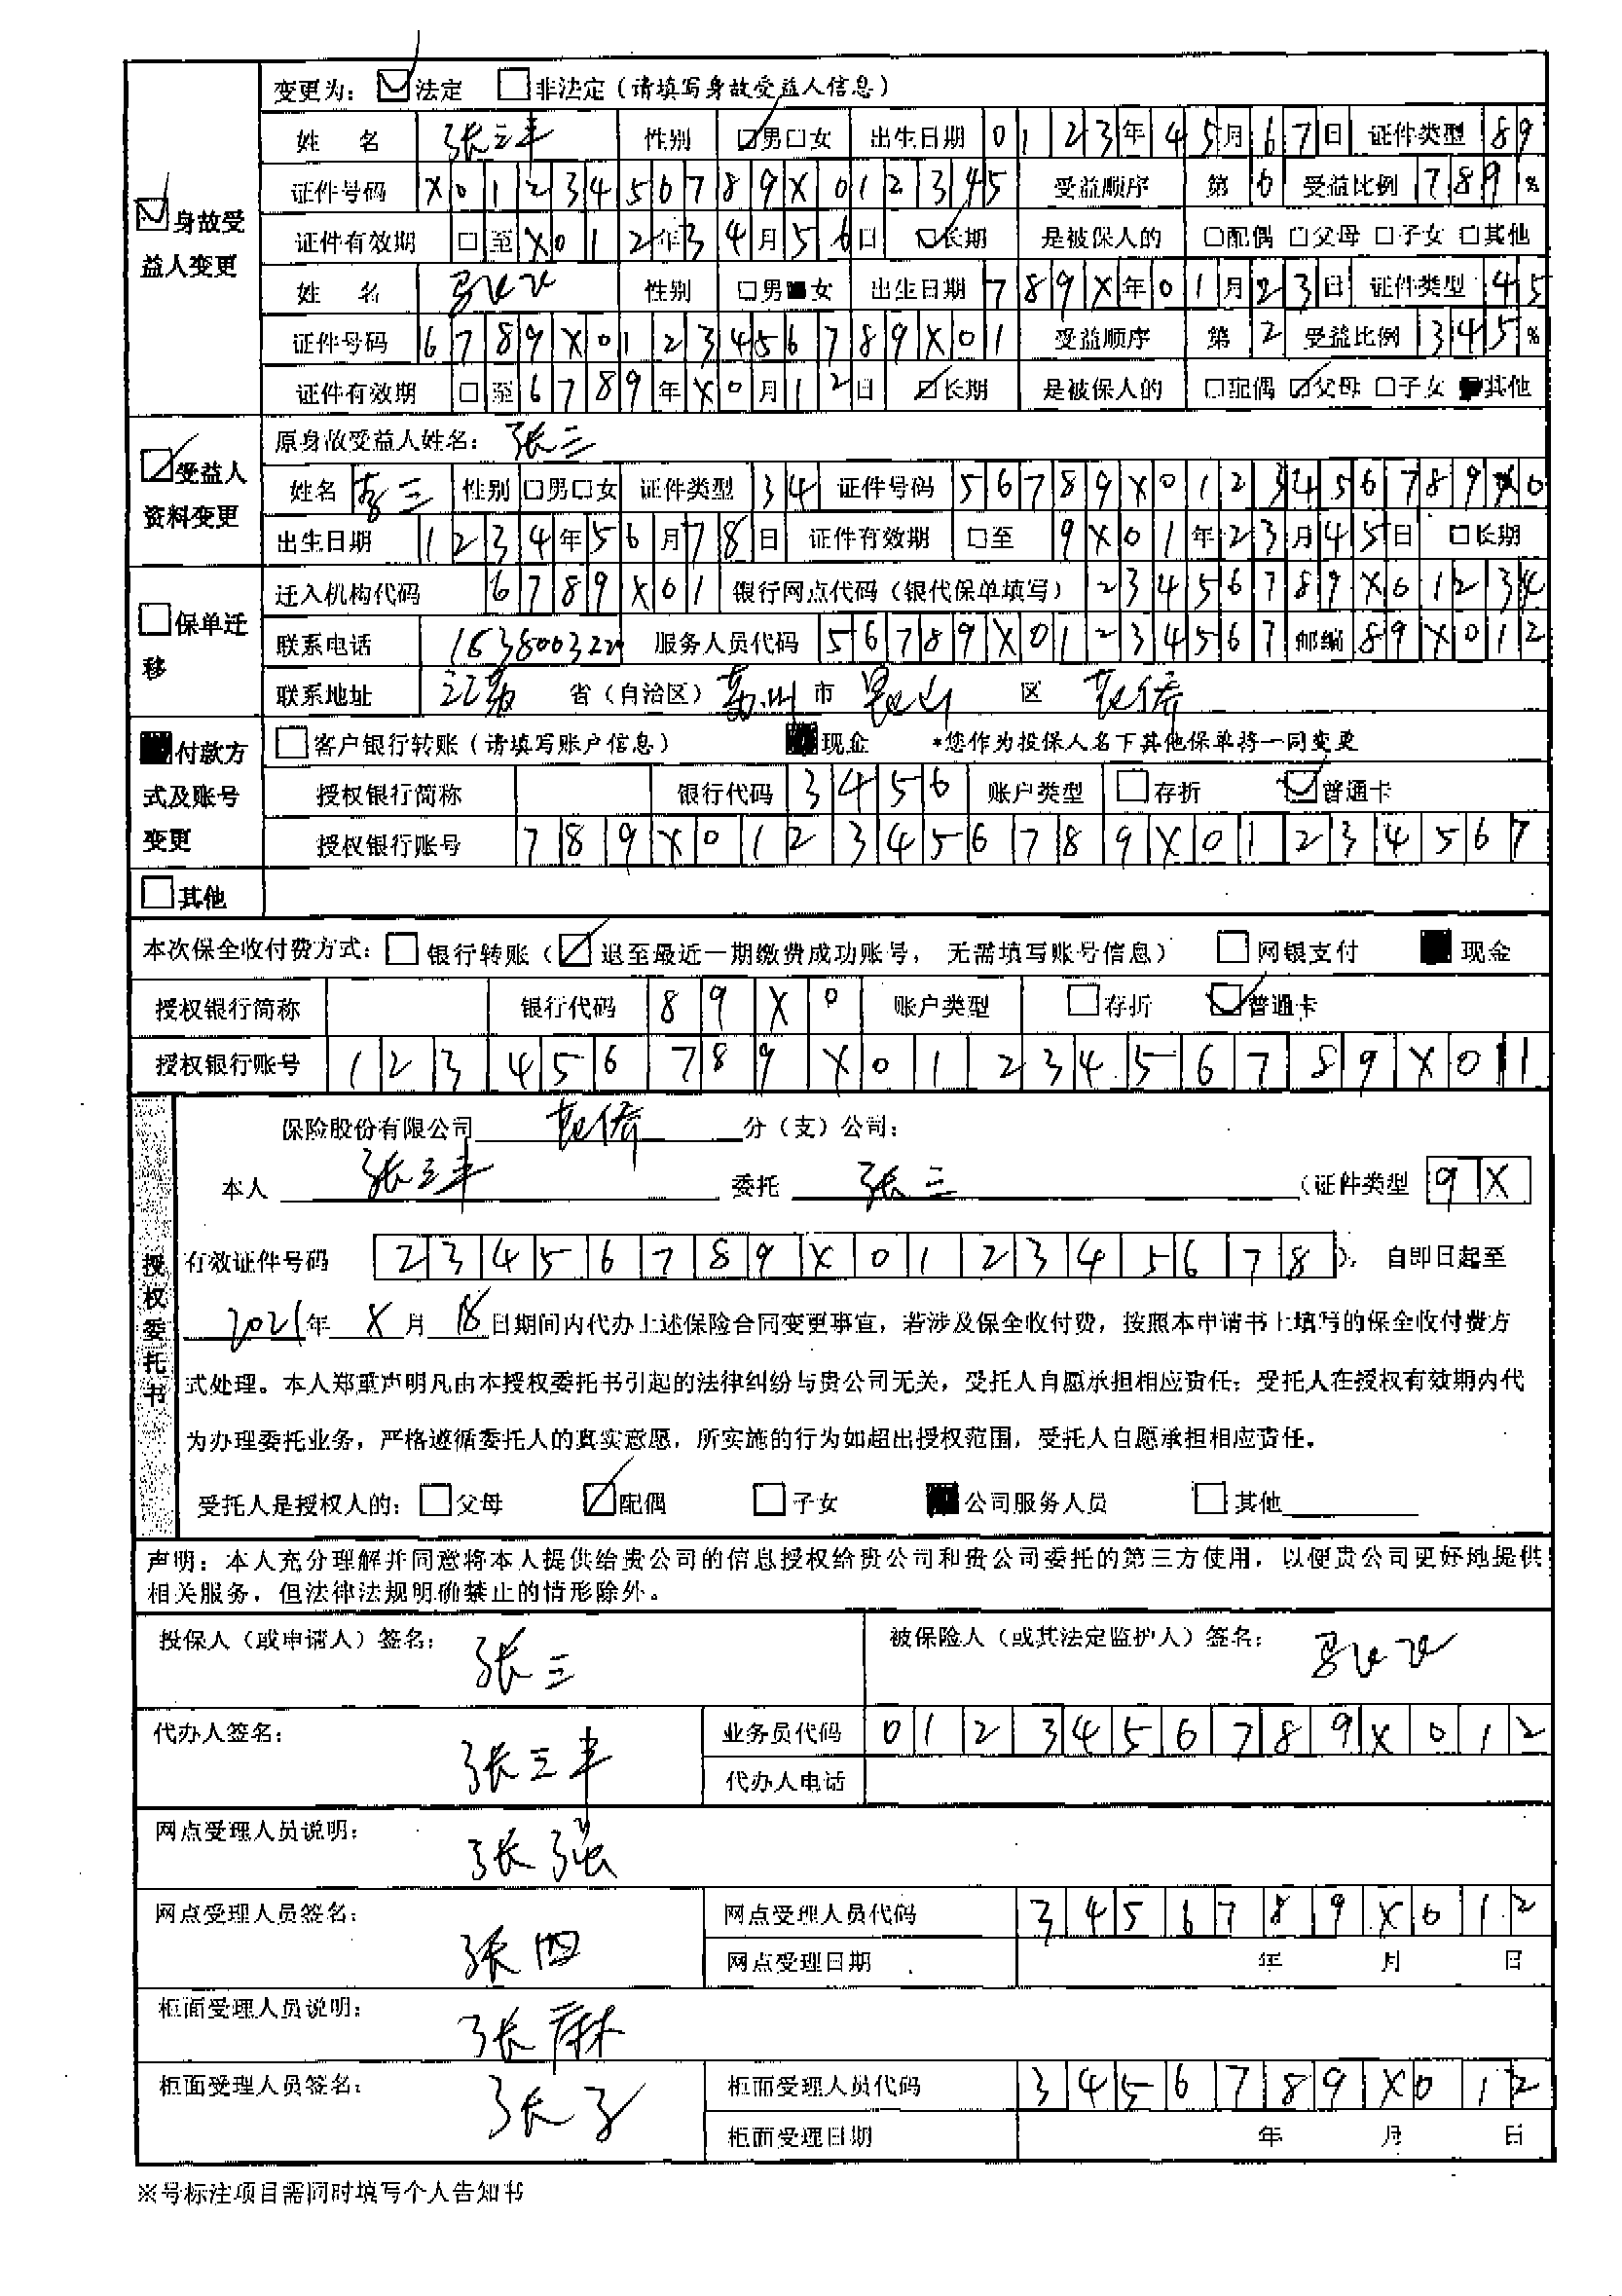 变更为： 法定 非法定（请填写身故受益人信息）
身故受益人变更
姓 名 张三丰 性别 男 女 出生日期 0123年45月67日 证件类型 89
证件号码 X0123456789X012345 受益顺序 第6 受益比例 789%
证件有效期 至X012年34月56日 长期 是被保人的 配偶 父母 子女 其他
姓 名 性别 男 女 出生日期 789X年01月23日 证件类型 45
证件号码 6789X0123456789X01 受益顺序 第2 受益比例 345%
证件有效期 至6789年X0月12日 长期 是被保人的 配偶 父母 子女 其他
受益人资料变更
原身故受益人姓名： 张三
姓名 李三 性别 男 女 证件类型 34 证件号码 56789X0123456789X0
出生日期 1234年56月78日 证件有效期 至 9X01年23月45日 长期
保单迁移
迁入机构代码 6789X01 银行网点代码（银代保单填写） 23456789X01234
联系电话 服务人员代码 56789X01234567 邮编 89X012
联系地址 江苏 省（自治区） 苏州 市 昆山 区 花侨
付款方式及账号变更
客户银行转账（请填写账户信息） 现金 *您作为投保人名下其他保单将一同变更
授权银行简称 银行代码 3456 账户类型 存折 普通卡
授权银行账号 789X0123456789X01234567
其他
本次保全收付费方式： 银行转账（ 退至最近一期缴费成功账号， 无需填写账号信息） 网银支付 现金
授权银行简称 银行代码 89X0 账户类型 存折 普通卡
授权银行账号 123456789X0123456789X01
授权委托书
保险股份有限公司 花侨 分（支）公司：
本人 张三丰 委托 张三 （证件类型 9X
有效证件号码 23456789X012345678 ）， 自即日起至
2021年 8月 18日期间内代办上述保险合同变更事宜，若涉及保全收付费，按照本申请书上填写的保全收付费方
式处理。本人郑重声明凡由本授权委托书引起的法律纠纷与贵公司无关，受托人自愿承担相应责任；受托人在授权有效期内代
为办理委托业务，严格遵循委托人的真实意愿，所实施的行为如超出授权范围，受托人自愿承担相应责任。
受托人是授权人的： 父母 配偶 子女 公司服务人员 其他
声明：本人充分理解并同意将本人提供给贵公司的信息授权给贵公司和贵公司委托的第三方使用，以便贵公司更好地提供
相关服务，但法律法规明确禁止的情形除外。
投保人（或申请人）签名： 张三 被保险人（或其法定监护人）签名：
代办人签名： 张三丰 业务员代码 0123456789X012
代办人电话
网点受理人员说明： 张强
网点受理人员签名： 张四 网点受理人员代码 3456789X012
网点受理日期 年 月 日
柜面受理人员说明： 张麻
柜面受理人员签名： 张子 柜面受理人员代码 3456789X012
柜面受理日期 年 月 日
※号标注项目需同时填写个人告知书